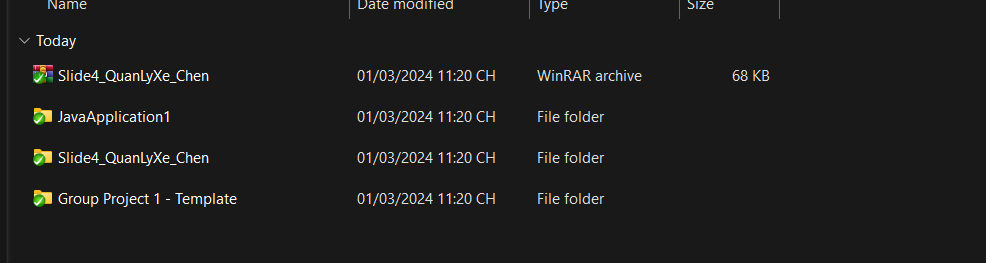 Name Date modified Type Size
Today
Slide4_QuanLyXe_Chen 01/03/2024 11:20 CH WinRAR archive 68 KB
JavaApplication1 01/03/2024 11:20 CH File folder
Slide4_QuanLyXe_Chen 01/03/2024 11:20 CH File folder
Group Project 1 - Template 01/03/2024 11:20 CH File folder